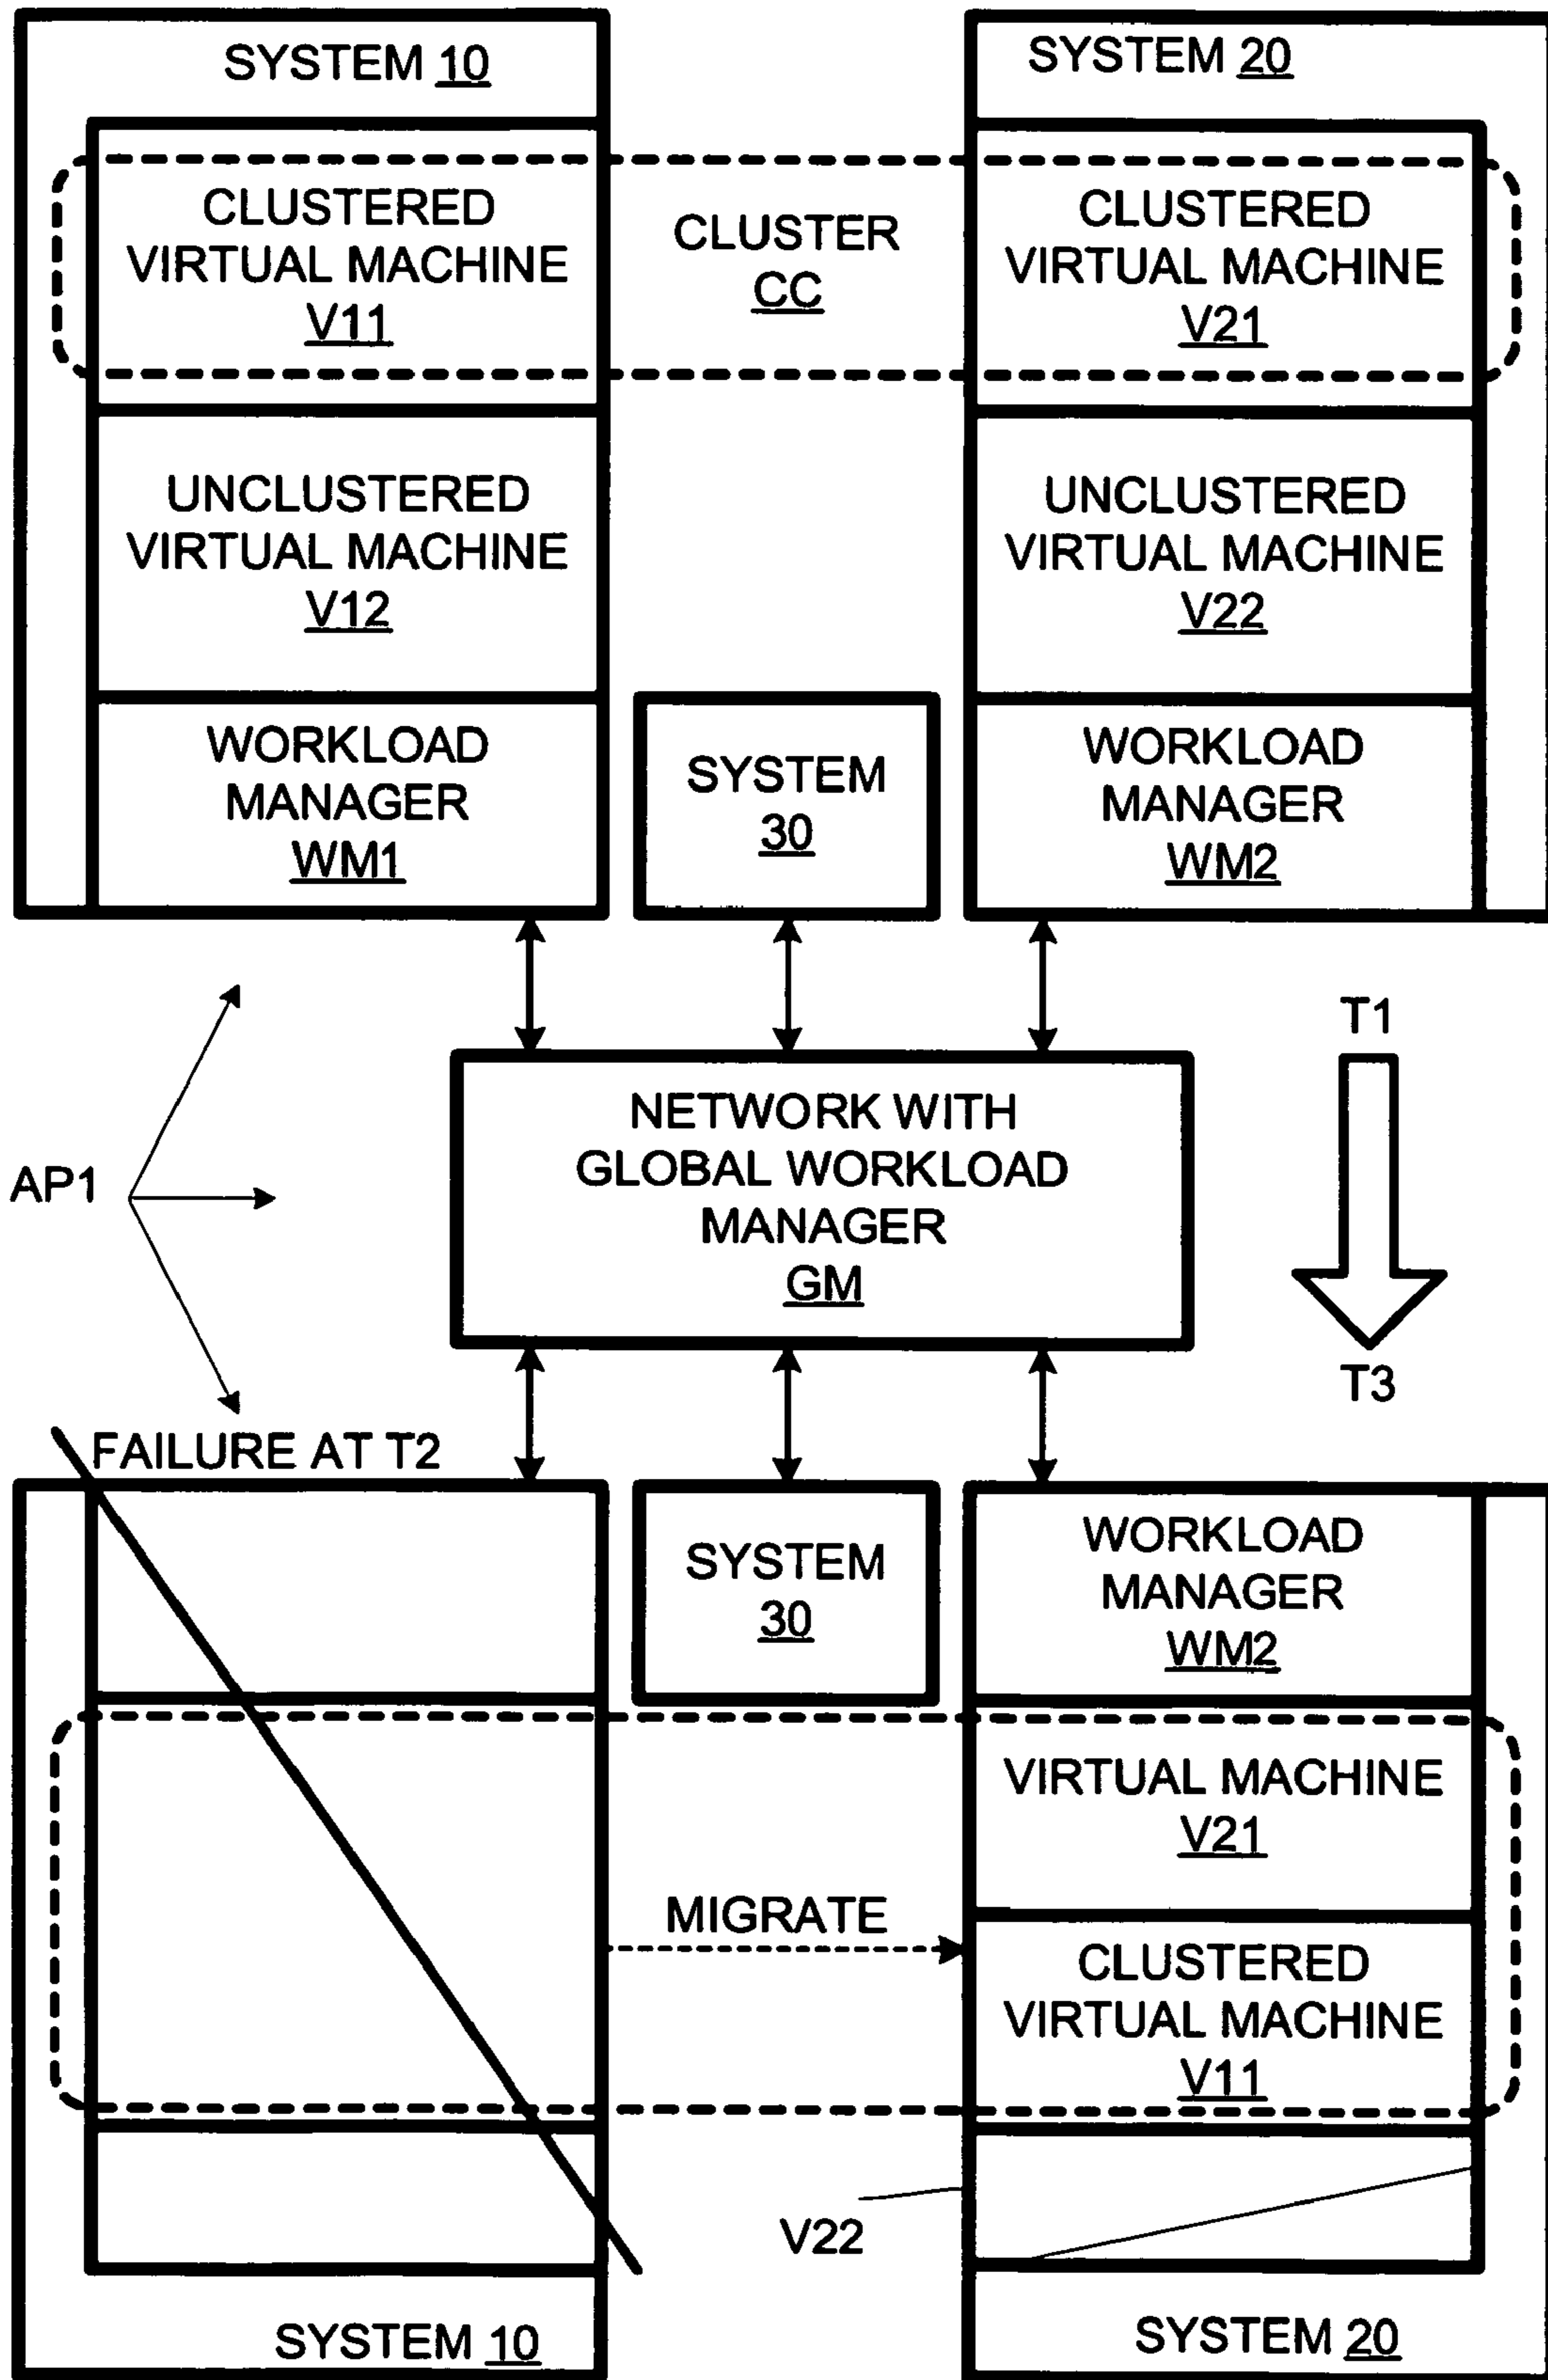 SYSTEM 10
SYSTEM 20
CLUSTERED
VIRTUAL MACHINE
V11
CLUSTER
CC
CLUSTERED
VIRTUAL MACHINE
V21
UNCLUSTERED
VIRTUAL MACHINE
V12
UNCLUSTERED
VIRTUAL MACHINE
V22
WORKLOAD
MANAGER
WM1
SYSTEM
30
WORKLOAD
MANAGER
WM2
AP1
NETWORK WITH
GLOBAL WORKLOAD
MANAGER
GM
T1
T3
FAILURE AT T2
SYSTEM
30
WORKLOAD
MANAGER
WM2
VIRTUAL MACHINE
V21
MIGRATE
CLUSTERED
VIRTUAL MACHINE
V11
V22
SYSTEM 10
SYSTEM 20